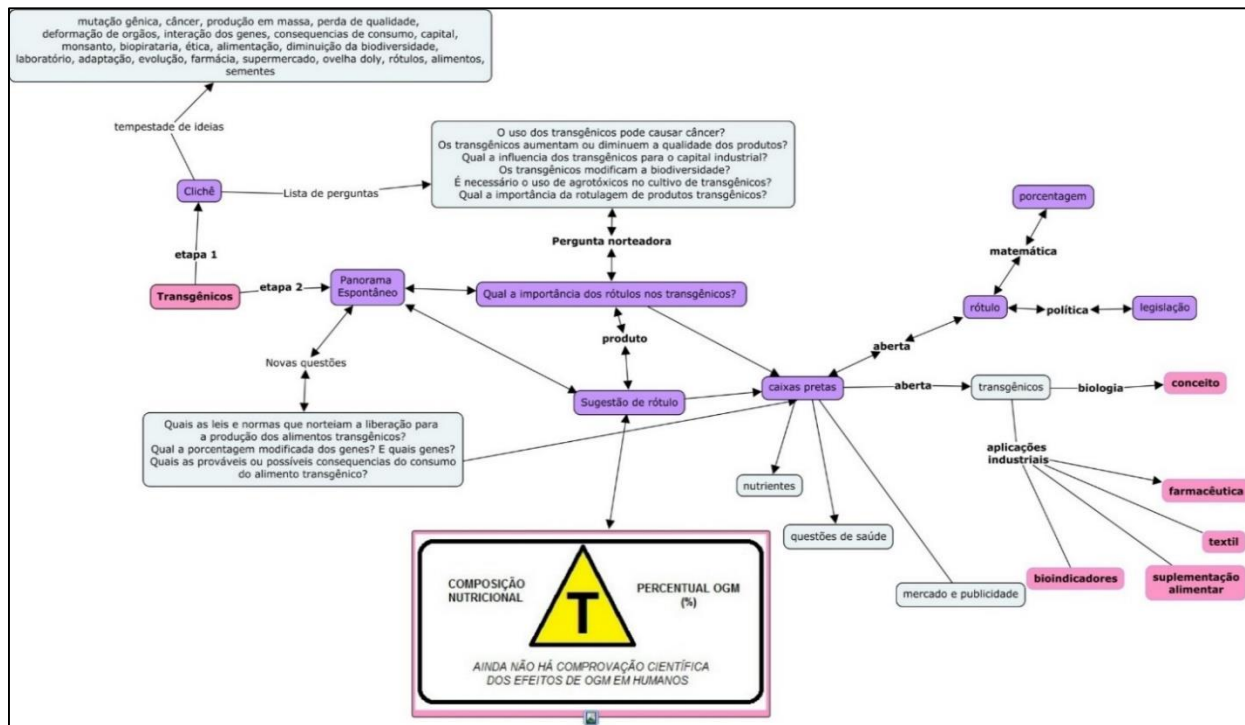 mutação gênica, câncer, produção em massa, perda de qualidade,
deformação de orgãos, interação dos genes, consequencias de consumo, capital,
monsanto, biopirataria, ética, alimentação, diminuição da biodiversidade,
laboratório, adaptação, evolução, farmácia, supermercado, ovelha doly, rótulos, alimentos,
sementes
tempestade de ideias
Clichê
Lista de perguntas
O uso dos transgênicos pode causar câncer?
Os transgênicos aumentam ou diminuem a qualidade dos produtos?
Qual a influencia dos transgênicos para o capital industrial?
Os transgênicos modificam a biodiversidade?
É necessário o uso de agrotóxicos no cultivo de transgênicos?
Qual a importância da rotulagem de produtos transgênicos?
etapa 1
Transgênicos
etapa 2
Panorama
Espontâneo
Pergunta norteadora
Qual a importância dos rótulos nos transgênicos?
porcentagem
matemática
rótulo
política
legislação
aberta
produto
Novas questões
Quais as leis e normas que norteiam a liberação para
a produção dos alimentos transgênicos?
Qual a porcentagem modificada dos genes? E quais genes?
Quais as prováveis ou possíveis consequencias do consumo
do alimento transgênico?
Sugestão de rótulo
caixas pretas
aberta
transgênicos
biologia
conceito
aplicações
industriais
farmacêutica
textil
suplementação
alimentar
bioindicadores
nutrientes
questões de saúde
mercado e publicidade
COMPOSIÇÃO
NUTRICIONAL
T
PERCENTUAL OGM
(%)
AINDA NÃO HÁ COMPROVAÇÃO CIENTÍFICA
DOS EFEITOS DE OGM EM HUMANOS